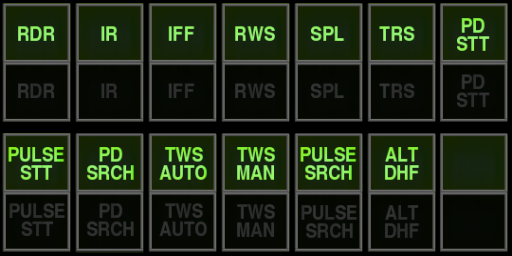 RDR IR IFF RWS SPL TRS PD STT
RDR IR IFF RWS SPL TRS PD STT
PULSE STT PD SRCH TWS AUTO TWS MAN PULSE SRCH ALT DHF
PULSE STT PD SRCH TWS AUTO TWS MAN PULSE SRCH ALT DHF